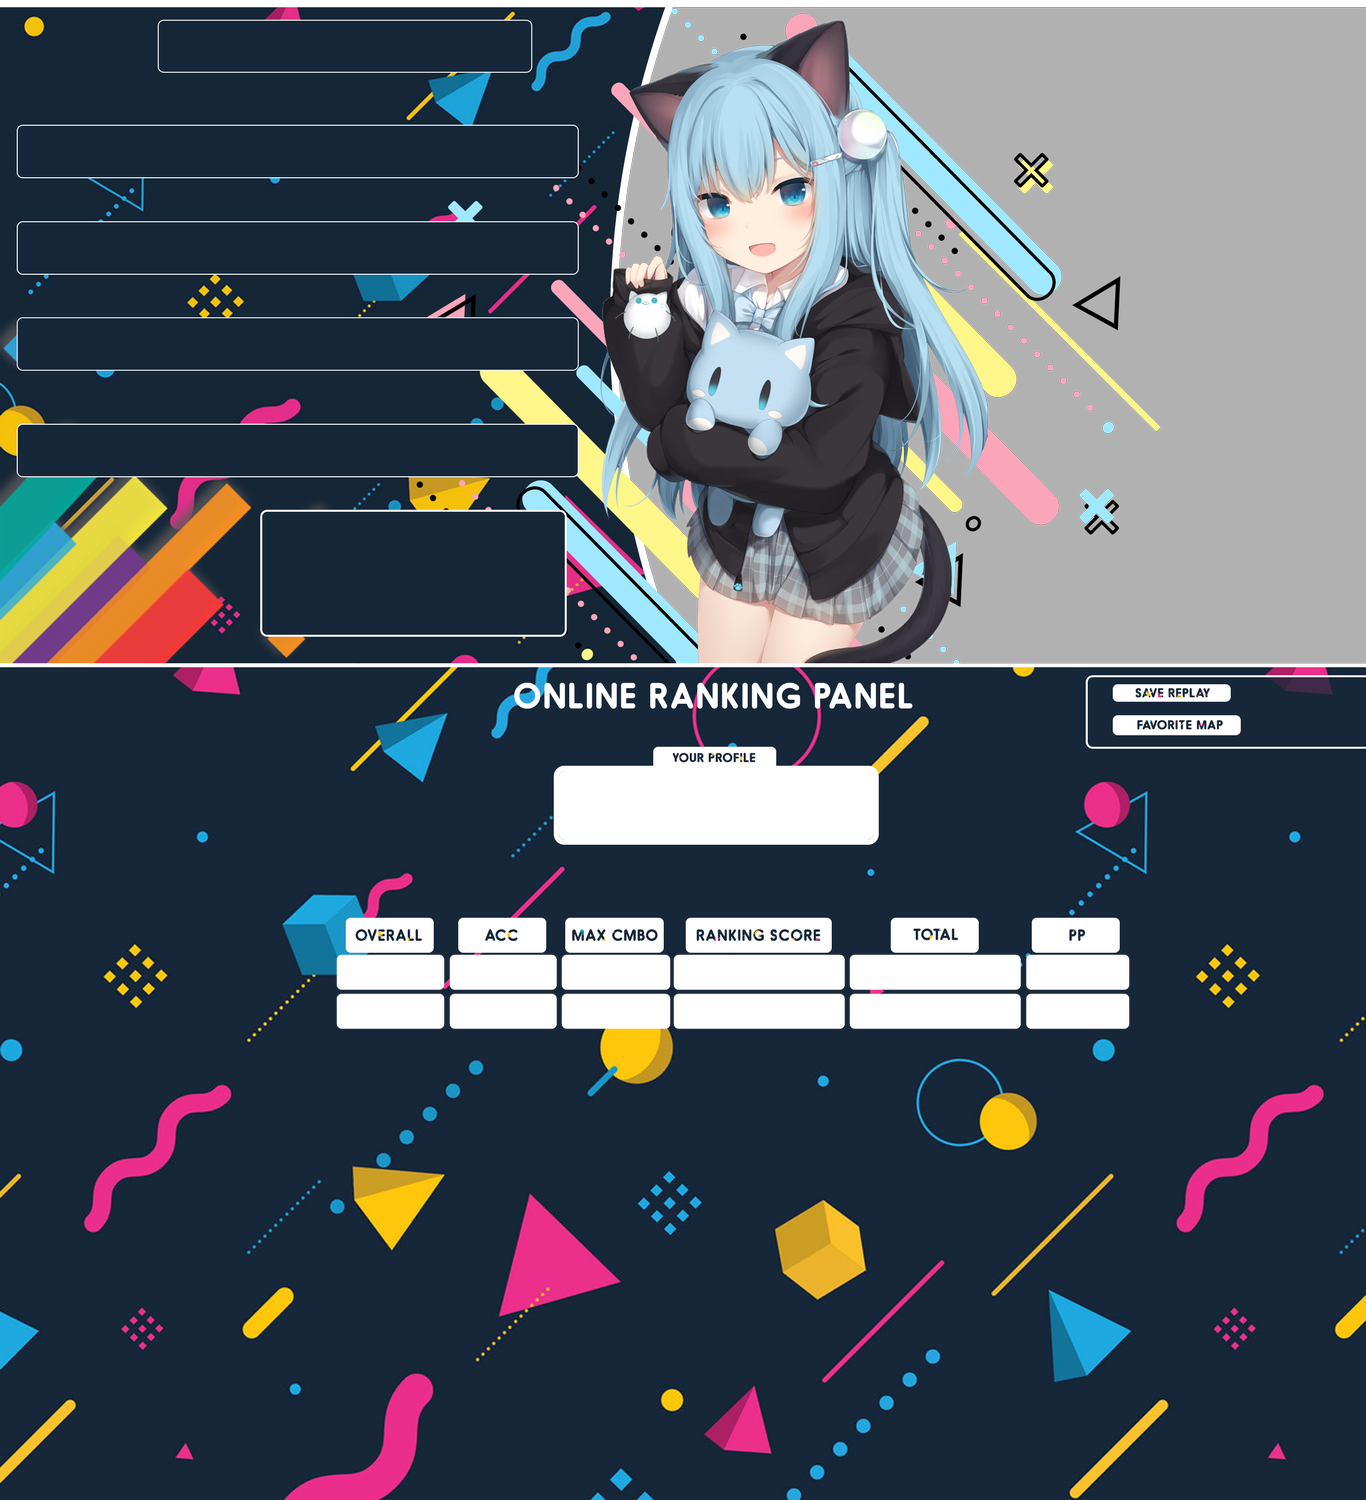 ONLINE RANKING PANEL
SAVE REPLAY
FAVORITE MAP
YOUR PROFILE
OVERALL
ACC
MAX CMBO
RANKING SCORE
TOTAL
PP